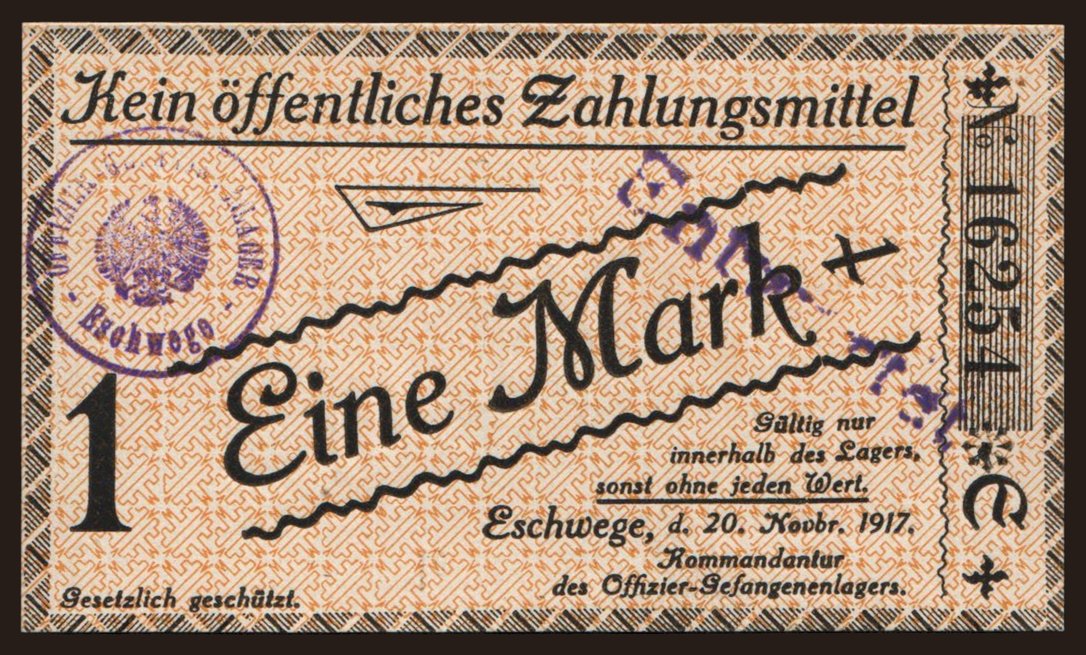 Kein öffentliches Zahlungsmittel
Eschwege
1
Eine Mark
Gültig nur
innerhalb des Lagers,
sonst ohne jeden Wert.
Eschwege, d. 20. Novbr. 1917.
Kommandantur
des Offizier-Gefangenenlagers.
Gesetzlich geschützt.
No 16254
e